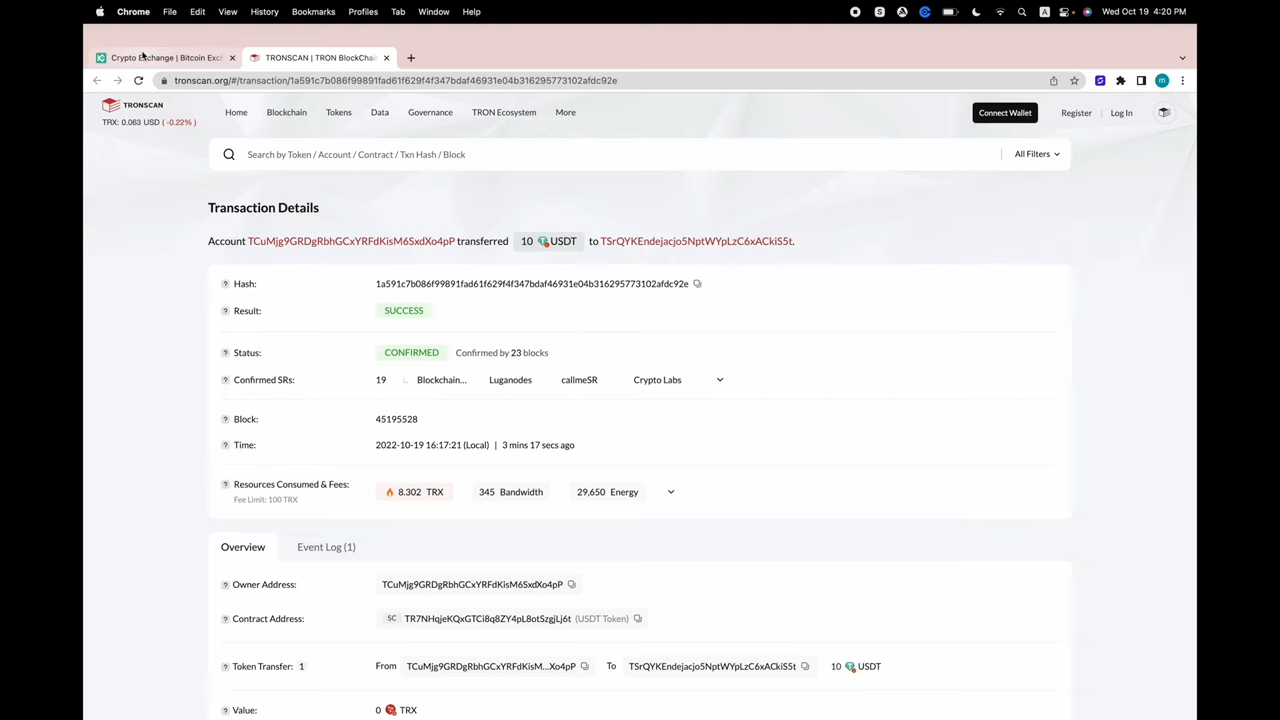 Chrome File Edit View History Bookmarks Profiles Tab Window Help A Wed Oct 19 4:20 PM
Crypto Exchange | Bitcoin Exc TRONSCAN | TRON BlockChain
tronscan.org/#/transaction/1a591c7b086f99891fad61f629f4f347bdaf46931e04b316295773102afdc92e m
TRONSCAN
TRX: 0.063 USD ( -0.22% )
Home Blockchain Tokens Data Governance TRON Ecosystem More Connect Wallet Register Log In
Search by Token / Account / Contract / Txn Hash / Block All Filters
Transaction Details
Account TCuMjg9GRDgRbhGCxYRFdKisM6SxdXo4pP transferred 10 USDT to TSrQYKEndejacjo5NptWYpLzC6xACkiS5t.
? Hash: 1a591c7b086f99891fad61f629f4f347bdaf46931e04b316295773102afdc92e
? Result: SUCCESS
? Status: CONFIRMED Confirmed by 23 blocks
? Confirmed SRs: 19 Blockchain... Luganodes callmeSR Crypto Labs
? Block: 45195528
? Time: 2022-10-19 16:17:21 (Local) | 3 mins 17 secs ago
? Resources Consumed & Fees: 8.302 TRX 345 Bandwidth 29,650 Energy
Fee Limit: 100 TRX
Overview Event Log (1)
? Owner Address: TCuMjg9GRDgRbhGCxYRFdKisM6SxdXo4pP
? Contract Address: SC TR7NHqjeKQxGTCi8q8ZY4pL8otSzgjLj6t (USDT Token)
? Token Transfer: 1 From TCuMjg9GRDgRbhGCxYRFdKisM...Xo4pP To TSrQYKEndejacjo5NptWYpLzC6xACkiS5t 10 USDT
? Value: 0 TRX